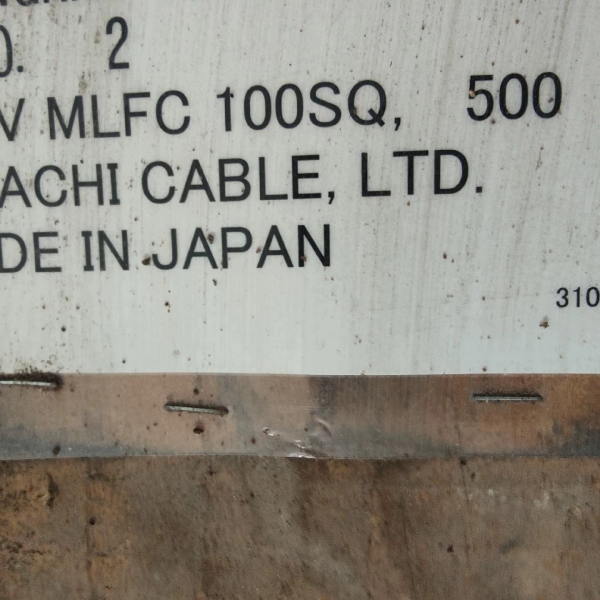 0. 2
V MLFC 100SQ, 500
ACHI CABLE, LTD.
DE IN JAPAN
310